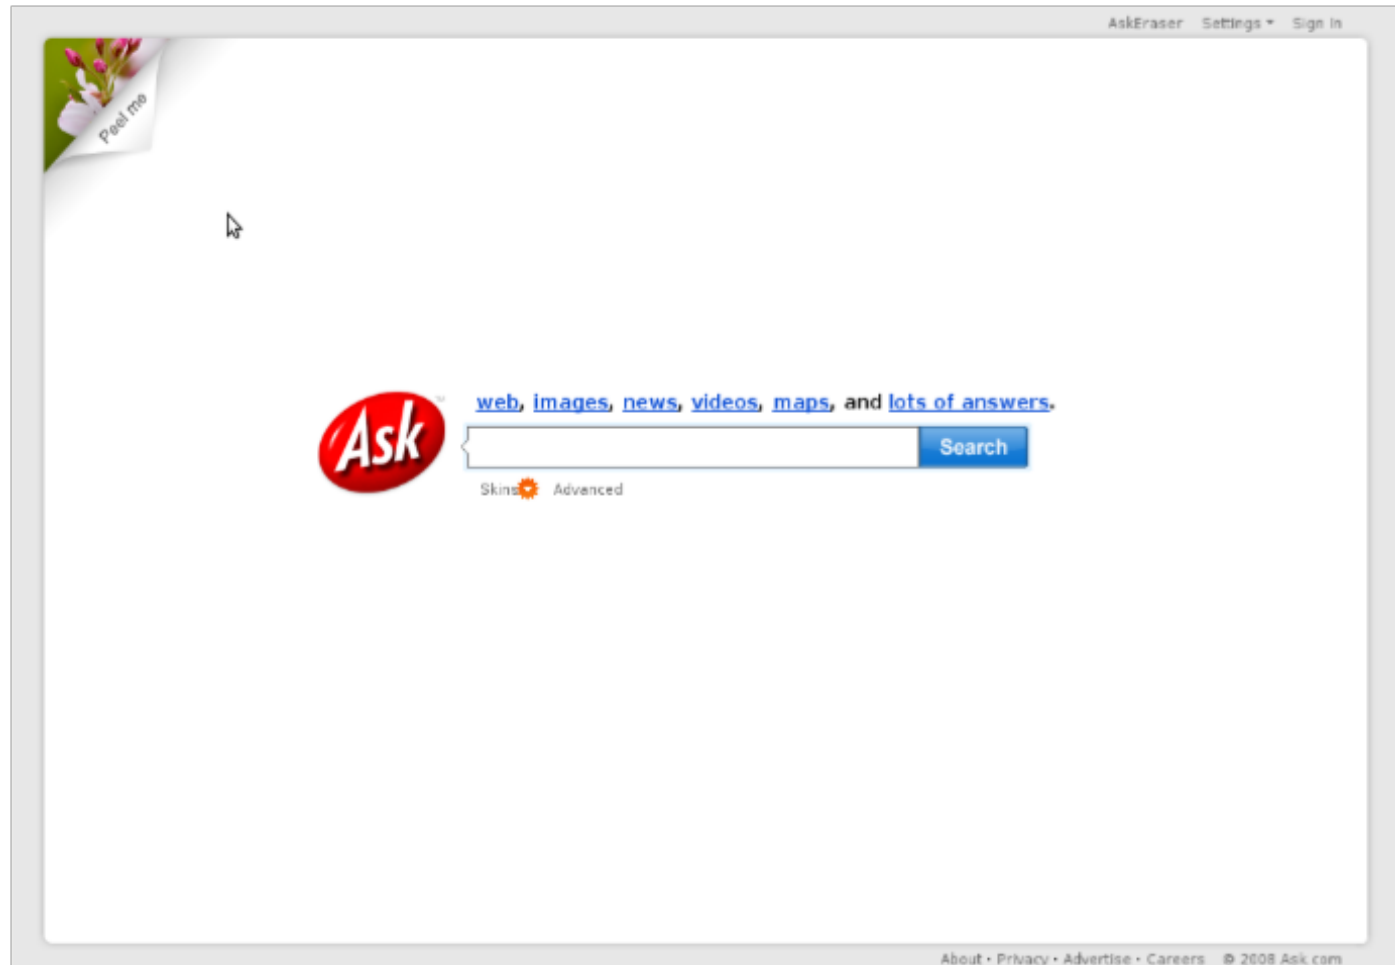 AskEraser Settings Sign In
Peel me
web, images, news, videos, maps, and lots of answers.
Ask
Search
Skins Advanced
About • Privacy • Advertise • Careers © 2008 Ask.com